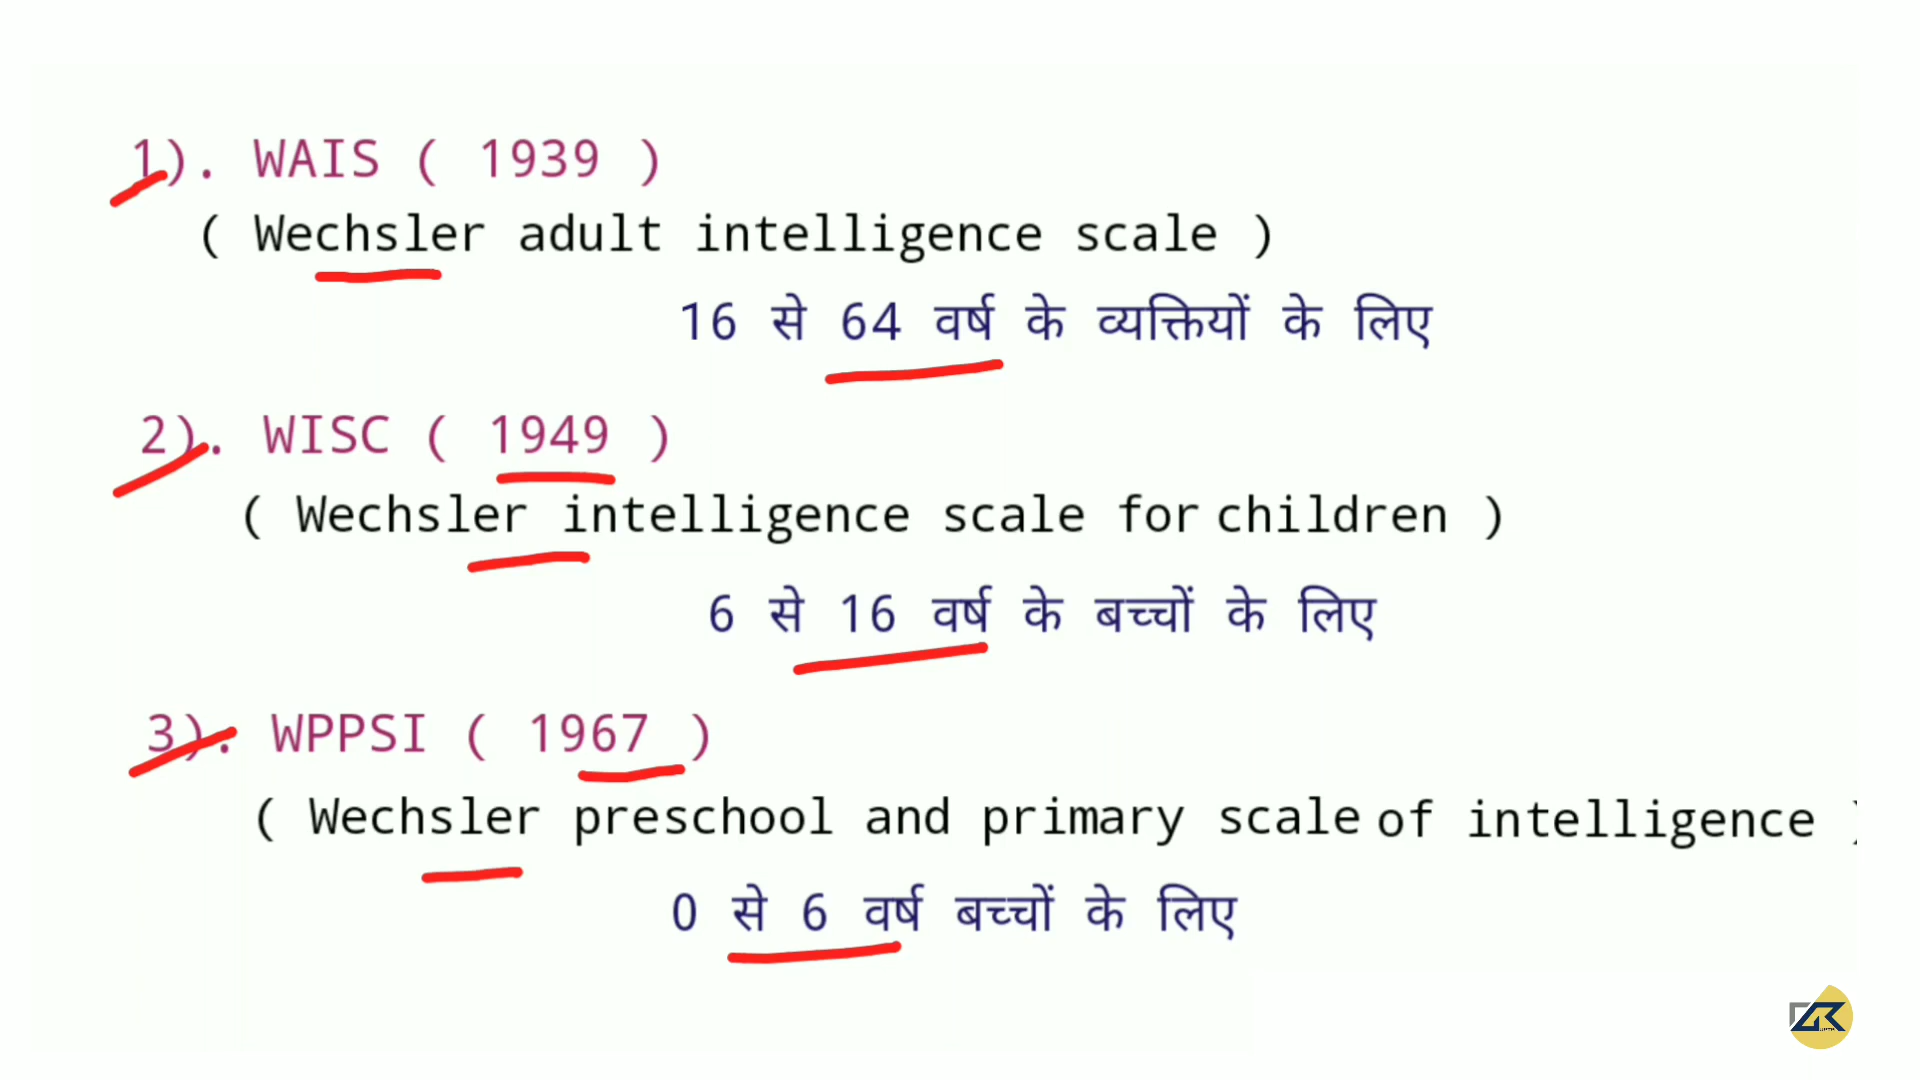 1). WAIS ( 1939 )
( Wechsler adult intelligence scale )
16 से 64 वर्ष के व्यक्तियों के लिए
2). WISC ( 1949 )
( Wechsler intelligence scale for children )
6 से 16 वर्ष के बच्चों के लिए
3). WPPSI ( 1967 )
( Wechsler preschool and primary scale of intelligence )
0 से 6 वर्ष बच्चों के लिए